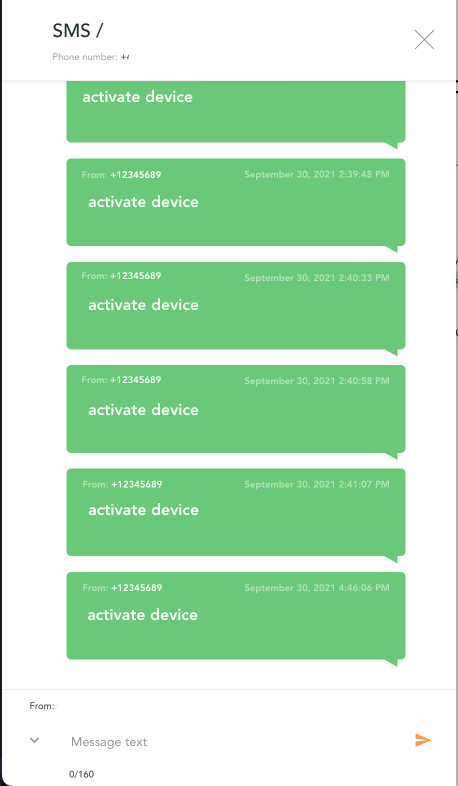 SMS /
Phone number: +
activate device
From: +12345689 September 30, 2021 2:39:48 PM
activate device
From: +12345689 September 30, 2021 2:40:33 PM
activate device
From: +12345689 September 30, 2021 2:40:58 PM
activate device
From: +12345689 September 30, 2021 2:41:07 PM
activate device
From: +12345689 September 30, 2021 4:46:06 PM
activate device
From:
Message text
0/160